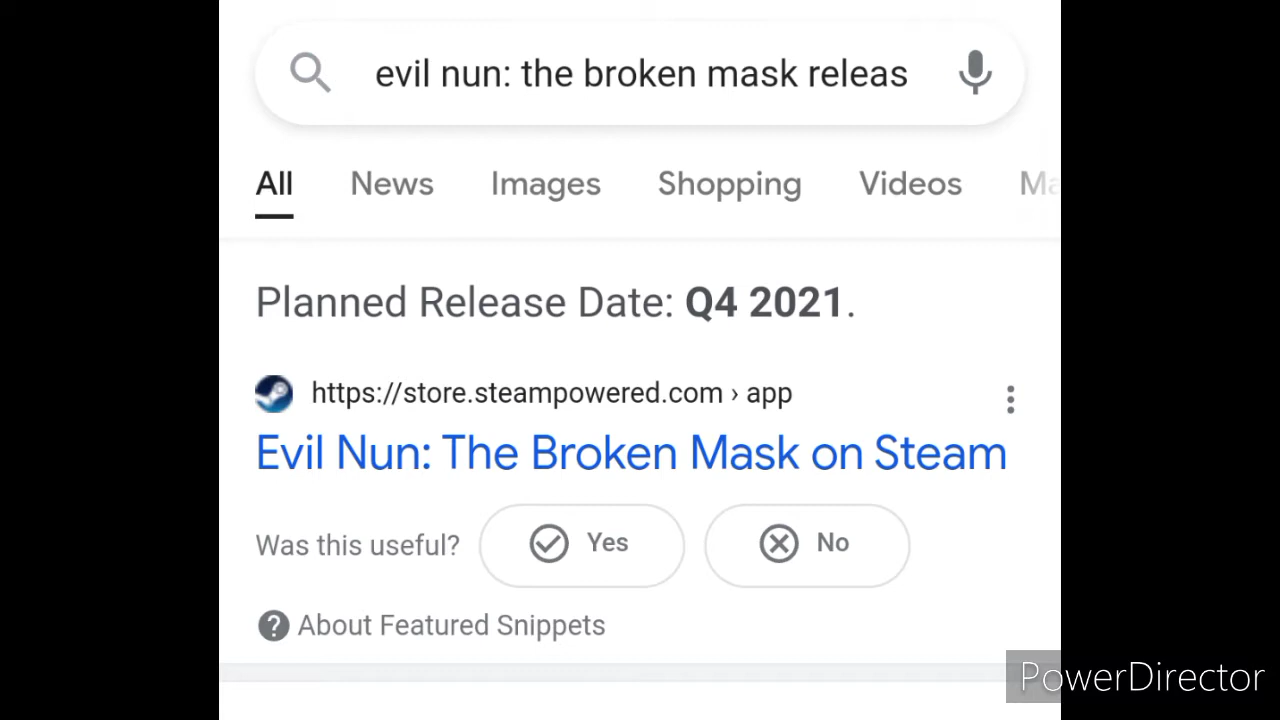 evil nun: the broken mask releas
All News Images Shopping Videos Ma
Planned Release Date: Q4 2021.
https://store.steampowered.com › app
Evil Nun: The Broken Mask on Steam
Was this useful? Yes No
? About Featured Snippets
PowerDirector